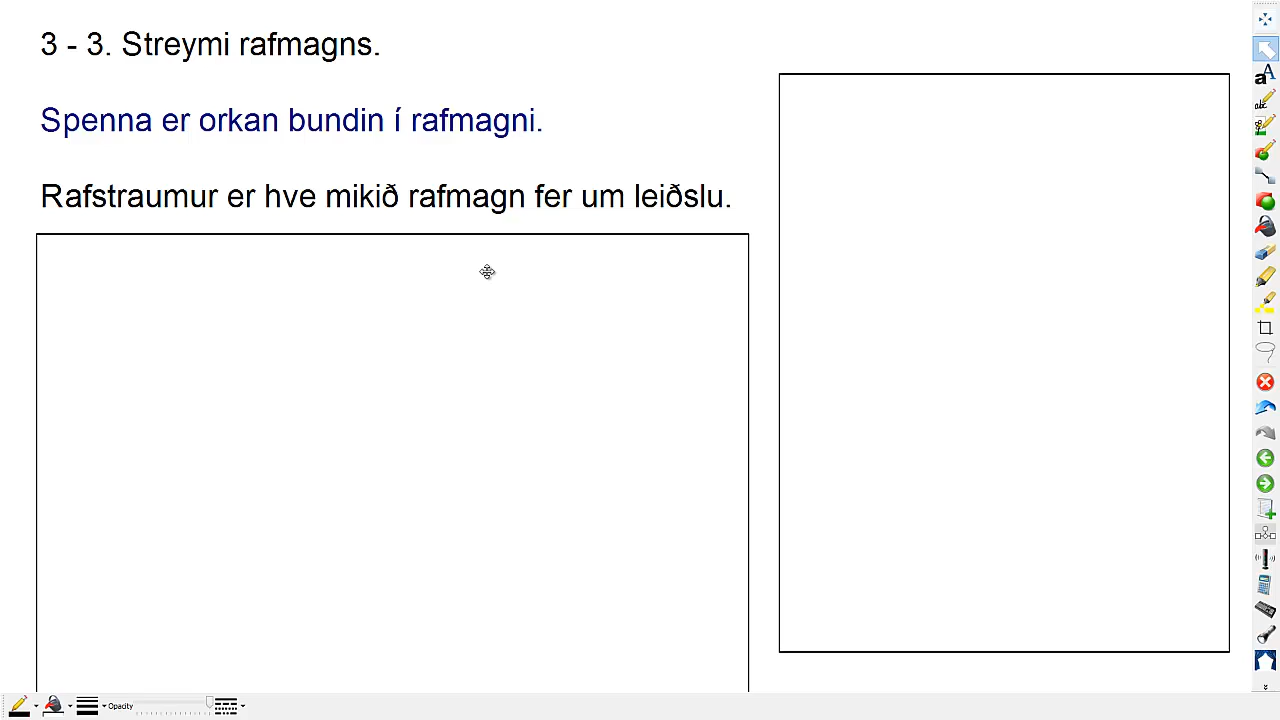 3 - 3. Streymi rafmagns.
Spenna er orkan bundin í rafmagni.
Rafstraumur er hve mikið rafmagn fer um leiðslu.
Opacity